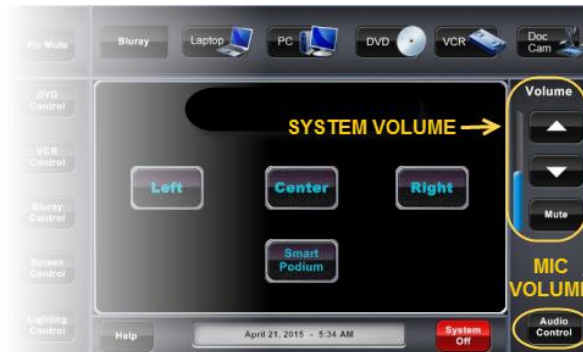 Pic Mute
Bluray
Laptop
PC
DVD
VCR
Doc
Cam
DVD
Control
VCR
Control
Bluray
Control
Screen
Control
Lighting
Control
SYSTEM VOLUME
Left
Center
Right
Smart
Podium
Volume
Mute
MIC
VOLUME
Audio
Control
Help
April 21, 2015 - 5:34 AM
System
Off